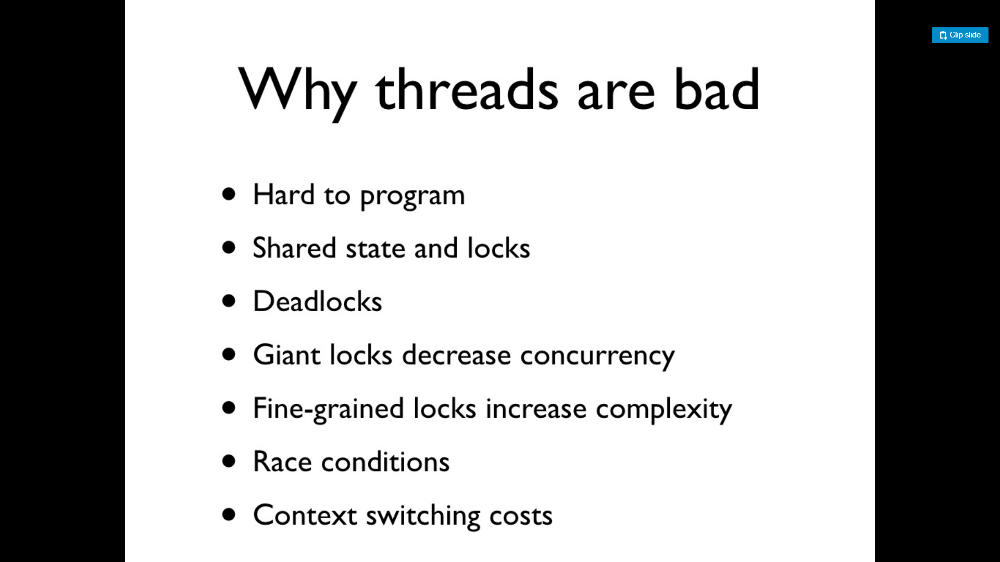 Clip slide
Why threads are bad
• Hard to program
• Shared state and locks
• Deadlocks
• Giant locks decrease concurrency
• Fine-grained locks increase complexity
• Race conditions
• Context switching costs